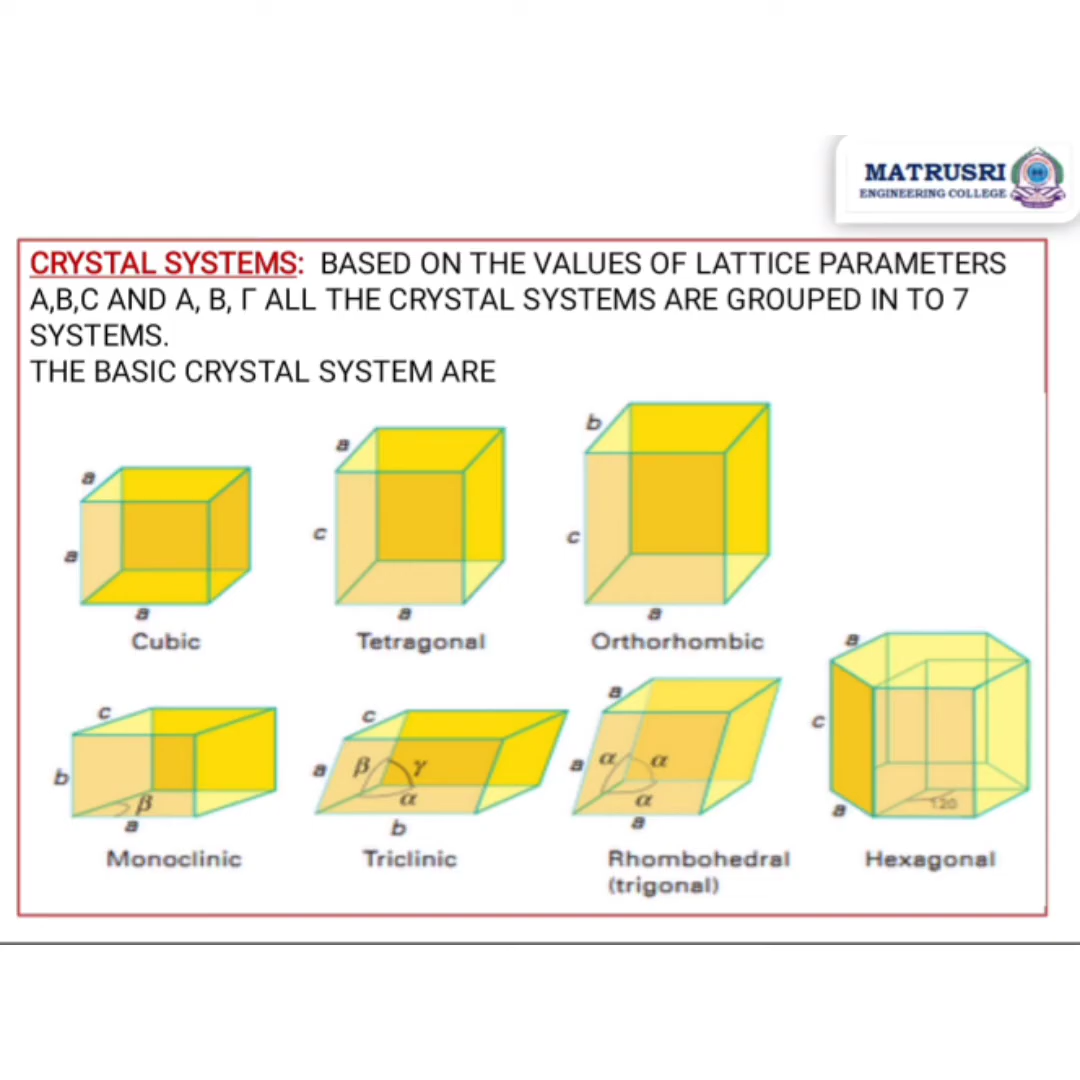 MATRUSRI
ENGINEERING COLLEGE
CRYSTAL SYSTEMS: BASED ON THE VALUES OF LATTICE PARAMETERS
A,B,C AND Α, Β, Γ ALL THE CRYSTAL SYSTEMS ARE GROUPED IN TO 7
SYSTEMS.
THE BASIC CRYSTAL SYSTEM ARE
a
a
a
Cubic
a
c
a
Tetragonal
b
c
a
Orthorhombic
c
b
β
a
Monoclinic
c
a
β
γ
α
b
Triclinic
a
a
α
α
α
a
Rhombohedral
(trigonal)
a
c
a
120
Hexagonal